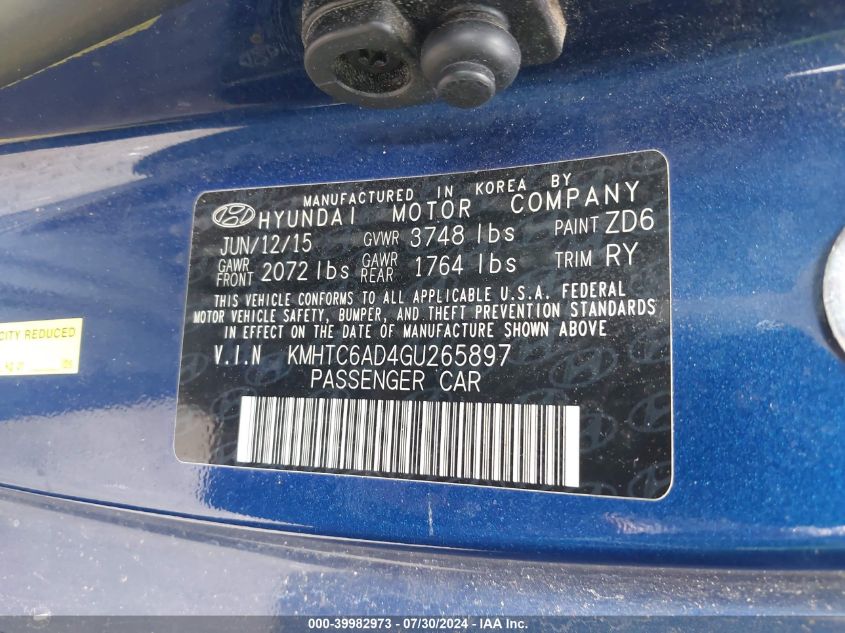 MANUFACTURED IN KOREA BY
HYUNDAI MOTOR COMPANY
JUN/12/15 GVWR 3748 lbs PAINT ZD6
GAWR FRONT 2072 lbs GAWR REAR 1764 lbs TRIM RY
THIS VEHICLE CONFORMS TO ALL APPLICABLE U.S.A. FEDERAL
MOTOR VEHICLE SAFETY, BUMPER, AND THEFT PREVENTION STANDARDS
IN EFFECT ON THE DATE OF MANUFACTURE SHOWN ABOVE
V.I.N KMHTC6AD4GU265897
PASSENGER CAR
CITY REDUCED
000-39982973 / 07/30/2024 - IAA Inc.